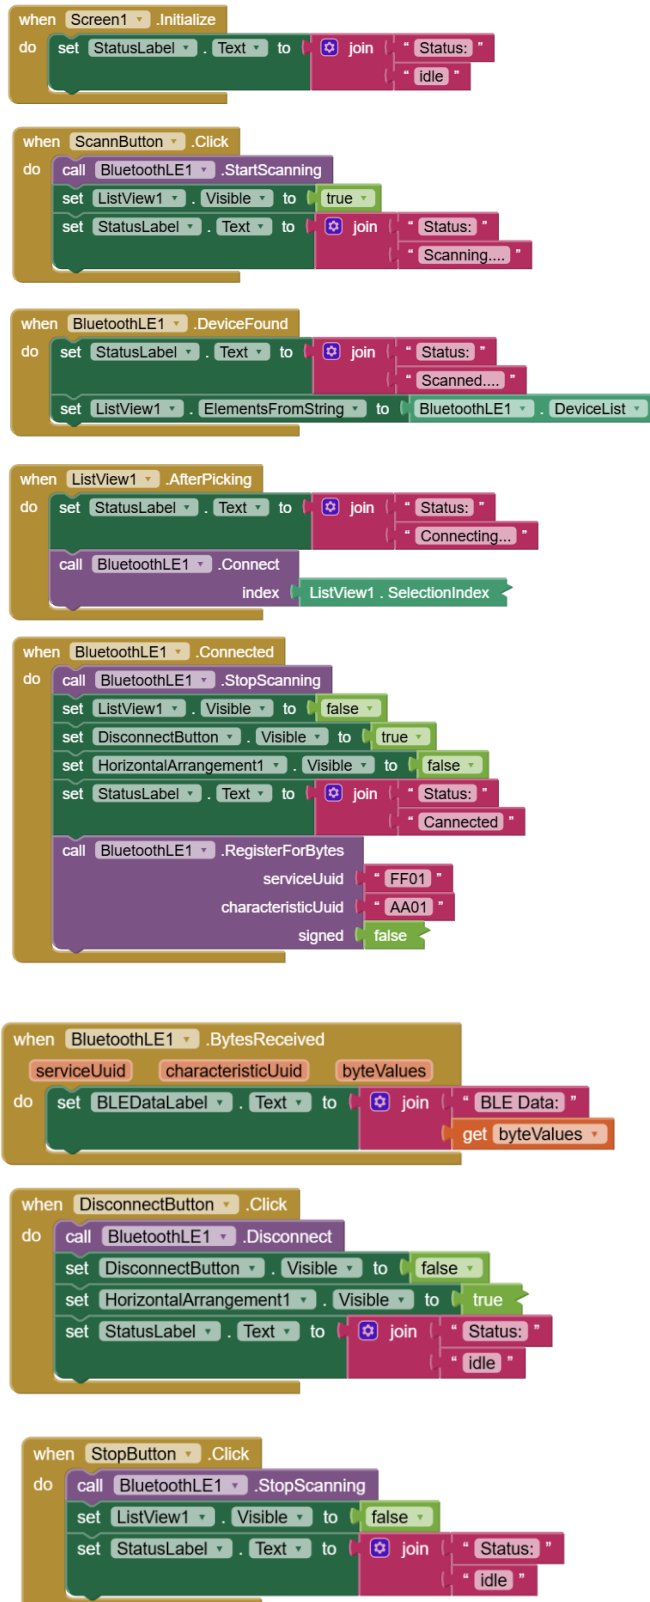 when Screen1 .Initialize
do set StatusLabel . Text to join " Status: "
" idle "
when ScannButton .Click
do call BluetoothLE1 .StartScanning
set ListView1 . Visible to true
set StatusLabel . Text to join " Status: "
" Scanning.... "
when BluetoothLE1 .DeviceFound
do set StatusLabel . Text to join " Status: "
" Scanned.... "
set ListView1 . ElementsFromString to BluetoothLE1 . DeviceList
when ListView1 .AfterPicking
do set StatusLabel . Text to join " Status: "
" Connecting... "
call BluetoothLE1 .Connect
index ListView1 . SelectionIndex
when BluetoothLE1 .Connected
do call BluetoothLE1 .StopScanning
set ListView1 . Visible to false
set DisconnectButton . Visible to true
set HorizontalArrangement1 . Visible to false
set StatusLabel . Text to join " Status: "
" Cannected "
call BluetoothLE1 .RegisterForBytes
serviceUuid " FF01 "
characteristicUuid " AA01 "
signed false
when BluetoothLE1 .BytesReceived
serviceUuid characteristicUuid byteValues
do set BLEDataLabel . Text to join " BLE Data: "
get byteValues
when DisconnectButton .Click
do call BluetoothLE1 .Disconnect
set DisconnectButton . Visible to false
set HorizontalArrangement1 . Visible to true
set StatusLabel . Text to join " Status: "
" idle "
when StopButton .Click
do call BluetoothLE1 .StopScanning
set ListView1 . Visible to false
set StatusLabel . Text to join " Status: "
" idle "